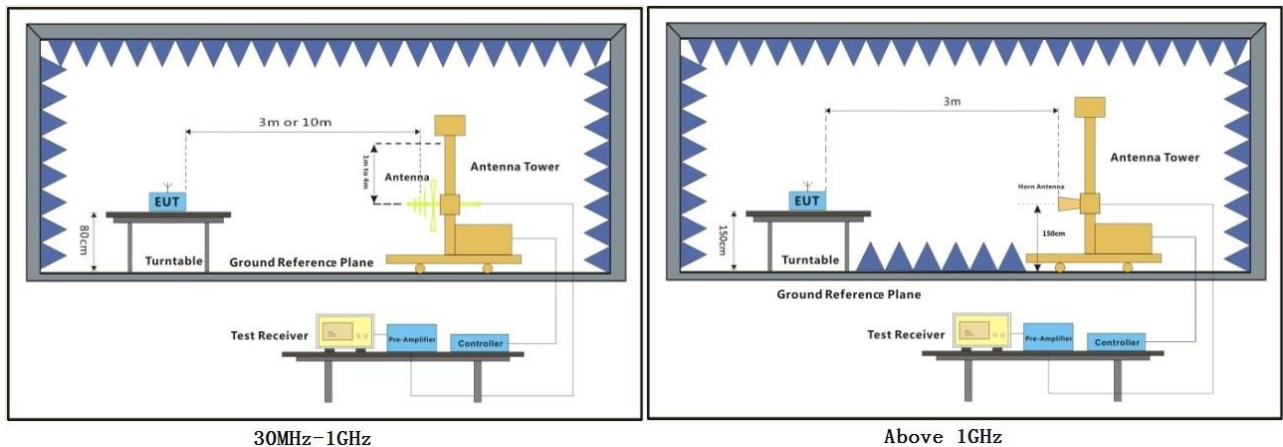 3m or 10m
1m to 4m
Antenna
Antenna Tower
EUT
80cm
Turntable
Ground Reference Plane
Test Receiver
Pre-Amplifier
Controller
30MHz-1GHz
3m
Antenna Tower
Horn Antenna
EUT
150cm
150cm
Turntable
Ground Reference Plane
Test Receiver
Pre-Amplifier
Controller
Above 1GHz